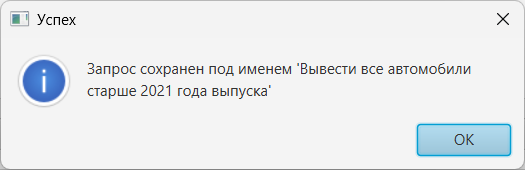 Успех
Запрос сохранен под именем 'Вывести все автомобили
старше 2021 года выпуска'
OK